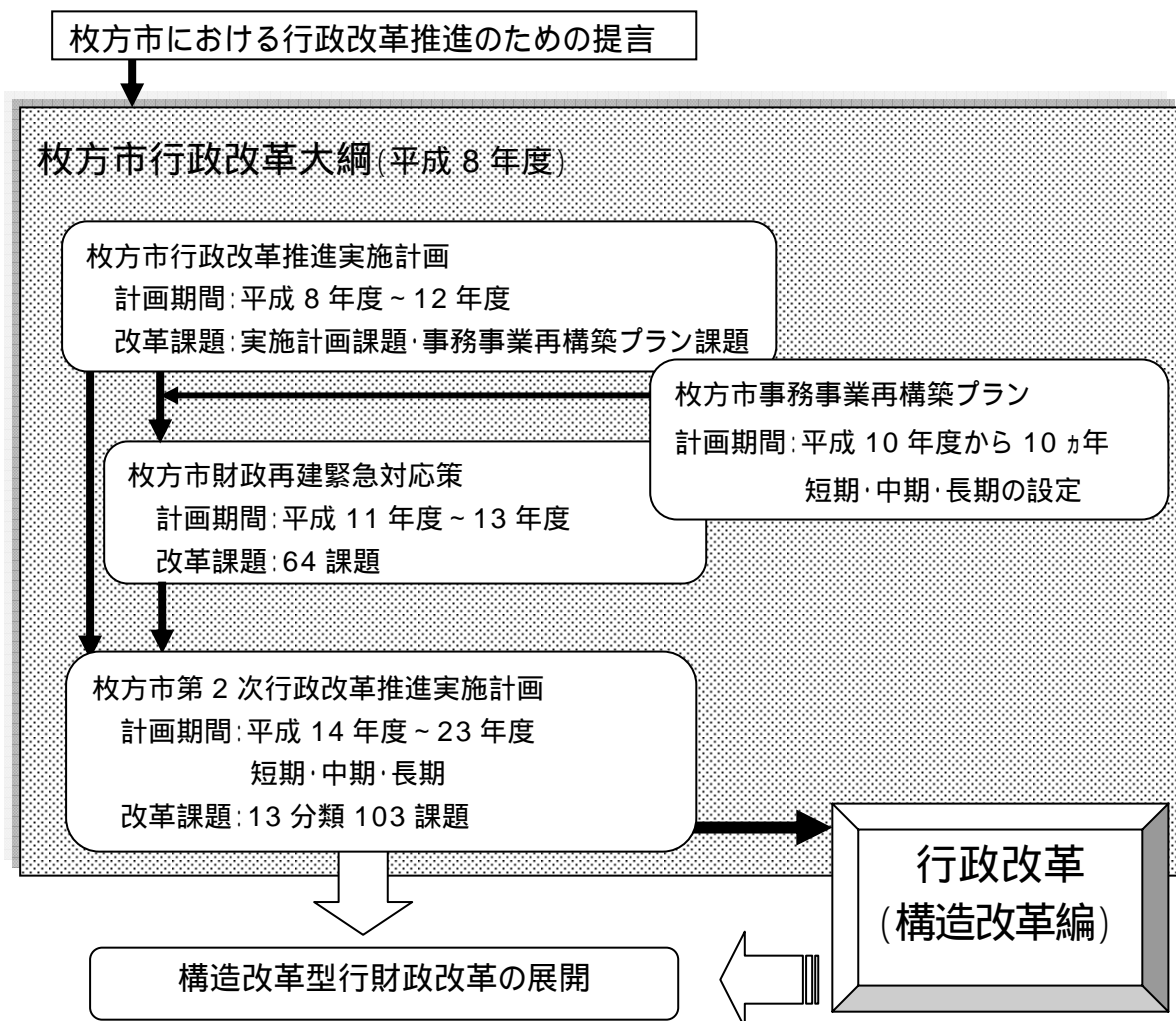 枚方市における行政改革推進のための提言
枚方市行政改革大綱(平成 8 年度)
枚方市行政改革推進実施計画
計画期間:平成 8 年度~12 年度
改革課題:実施計画課題･事務事業再構築プラン課題
枚方市事務事業再構築プラン
計画期間:平成 10 年度から 10 ヵ年
短期･中期･長期の設定
枚方市財政再建緊急対応策
計画期間:平成 11 年度~13 年度
改革課題:64 課題
枚方市第 2 次行政改革推進実施計画
計画期間:平成 14 年度~23 年度
短期･中期･長期
改革課題:13 分類 103 課題
行政改革
(構造改革編)
構造改革型行財政改革の展開